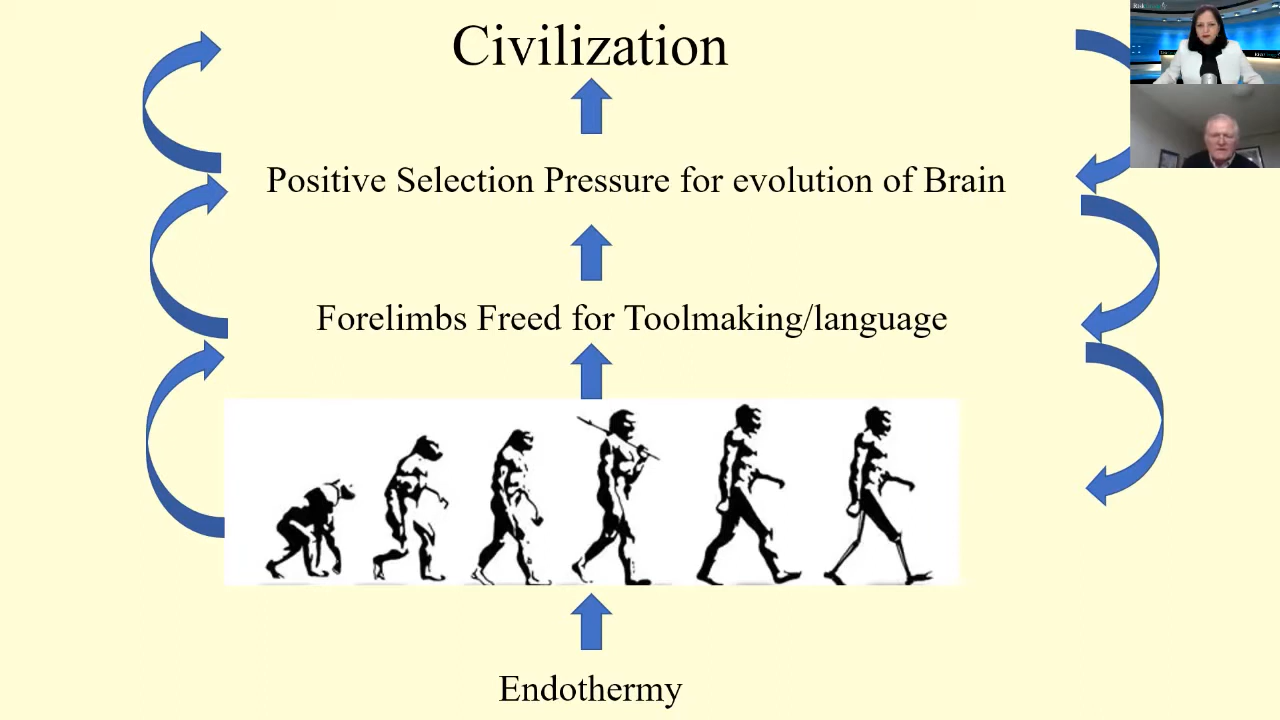 Civilization
Positive Selection Pressure for evolution of Brain
Forelimbs Freed for Toolmaking/language
Endothermy